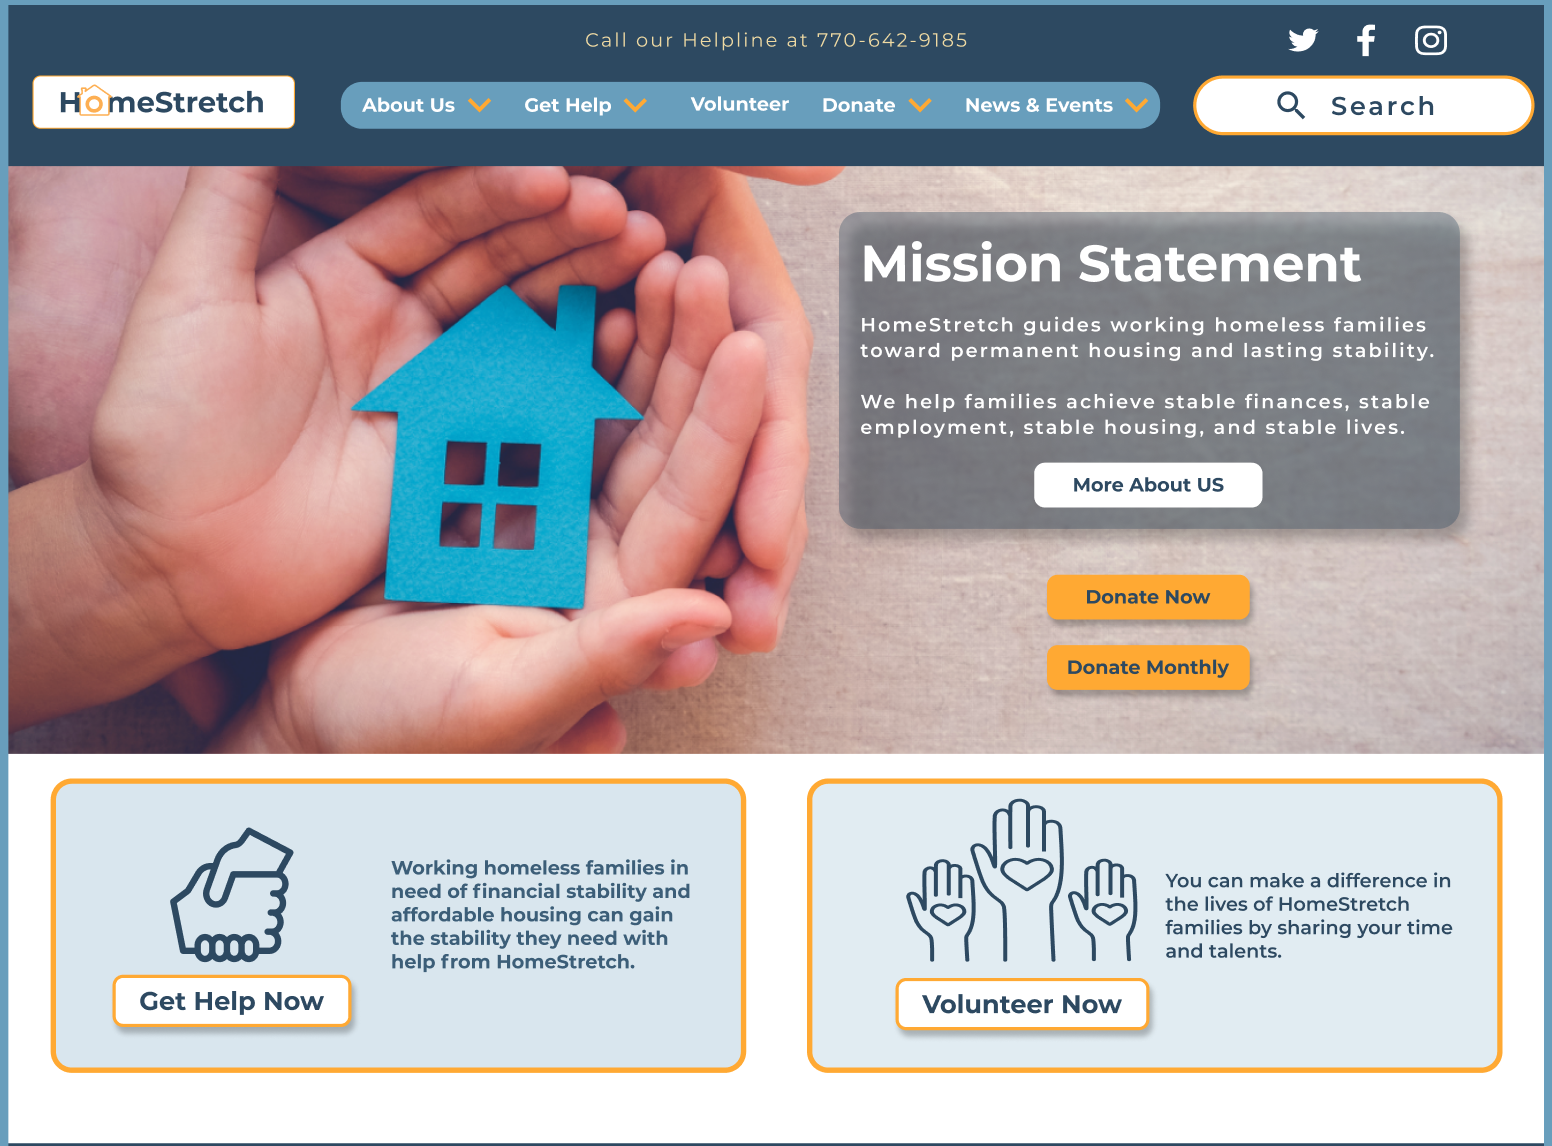 Call our Helpline at 770-642-9185
HomeStretch
About Us
Get Help
Volunteer
Donate
News & Events
Search
Mission Statement
HomeStretch guides working homeless families
toward permanent housing and lasting stability.
We help families achieve stable finances, stable
employment, stable housing, and stable lives.
More About US
Donate Now
Donate Monthly
Working homeless families in
need of financial stability and
affordable housing can gain
the stability they need with
help from HomeStretch.
Get Help Now
You can make a difference in
the lives of HomeStretch
families by sharing your time
and talents.
Volunteer Now